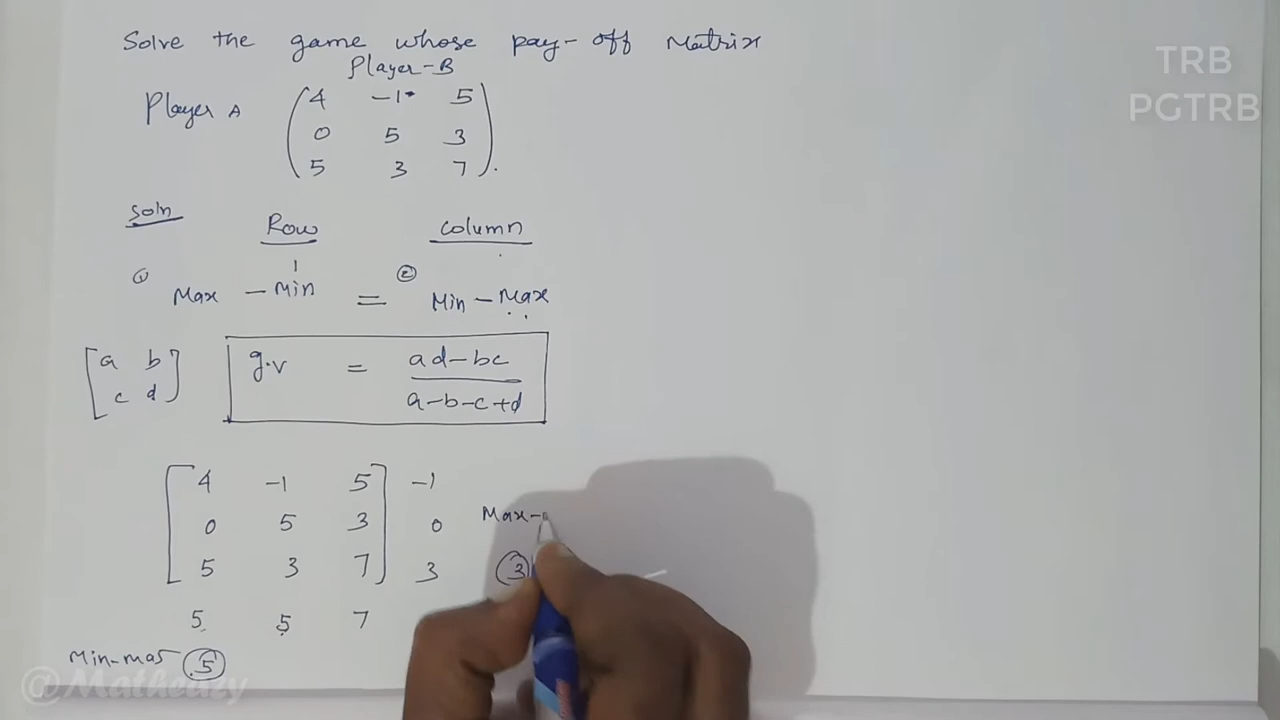 Solve the game whose pay-off Matrix
Player-B
Player A
4 -1 5
0 5 3
5 3 7
TRB
PGTRB
soln
Row column
① Max - Min = ② Min - Max
a b
c d
g.v = ad-bc
a-b-c+d
4 -1 5 -1
0 5 3 0 Max-
5 3 7 3 3
5 5 7
Min-mas 5
@Matheazy